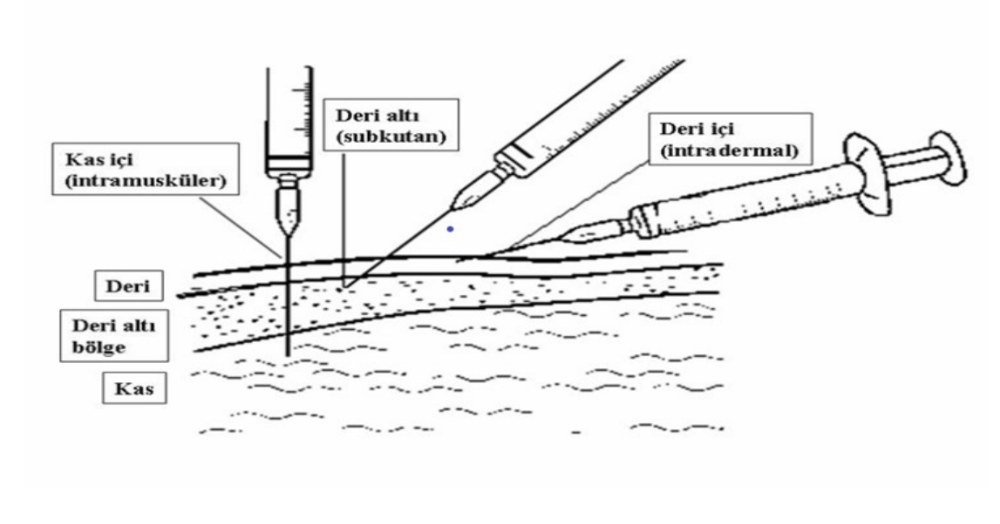 Deri altı
(subkutan)
Deri içi
(intradermal)
Kas içi
(intramusküler)
Deri
Deri altı
bölge
Kas